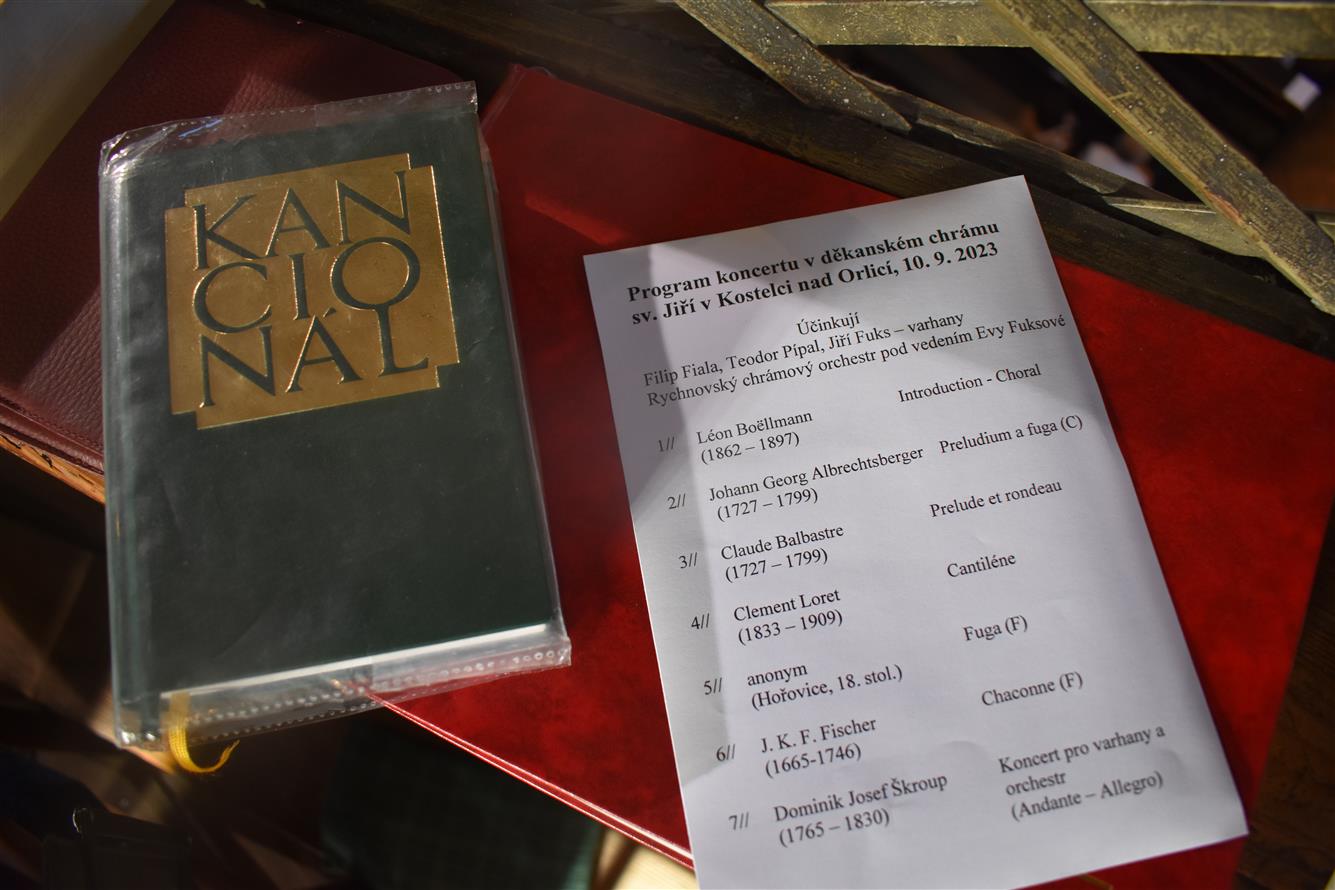 KAN
CIO
NÁL
Program koncertu v děkanském chrámu
sv. Jiří v Kostelci nad Orlicí, 10. 9. 2023
Účinkují
Filip Fiala, Teodor Pípal, Jiří Fuks – varhany
Rychnovský chrámový orchestr pod vedením Evy Fuksové
1// Léon Boëllmann Introduction - Choral
(1862 – 1897)
2// Johann Georg Albrechtsberger Preludium a fuga (C)
(1727 – 1799)
3// Claude Balbastre Prelude et rondeau
(1727 – 1799)
4// Clement Loret Cantiléne
(1833 – 1909)
5// anonym Fuga (F)
(Hořovice, 18. stol.)
6// J. K. F. Fischer Chaconne (F)
(1665-1746)
7// Dominik Josef Škroup Koncert pro varhany a
(1765 – 1830) orchestr
(Andante – Allegro)